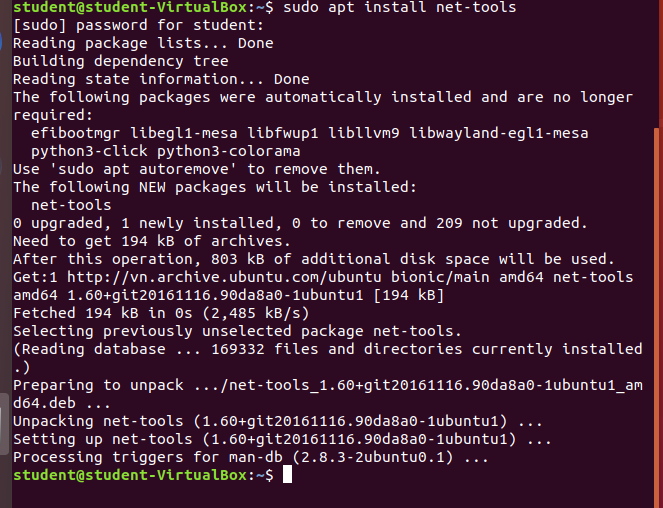 student@student-VirtualBox:~$ sudo apt install net-tools
[sudo] password for student:
Reading package lists... Done
Building dependency tree
Reading state information... Done
The following packages were automatically installed and are no longer
required:
  efibootmgr libegl1-mesa libfwup1 libllvm9 libwayland-egl1-mesa
  python3-click python3-colorama
Use 'sudo apt autoremove' to remove them.
The following NEW packages will be installed:
  net-tools
0 upgraded, 1 newly installed, 0 to remove and 209 not upgraded.
Need to get 194 kB of archives.
After this operation, 803 kB of additional disk space will be used.
Get:1 http://vn.archive.ubuntu.com/ubuntu bionic/main amd64 net-tools
amd64 1.60+git20161116.90da8a0-1ubuntu1 [194 kB]
Fetched 194 kB in 0s (2,485 kB/s)
Selecting previously unselected package net-tools.
(Reading database ... 169332 files and directories currently installed
.)
Preparing to unpack .../net-tools_1.60+git20161116.90da8a0-1ubuntu1_am
d64.deb ...
Unpacking net-tools (1.60+git20161116.90da8a0-1ubuntu1) ...
Setting up net-tools (1.60+git20161116.90da8a0-1ubuntu1) ...
Processing triggers for man-db (2.8.3-2ubuntu0.1) ...
student@student-VirtualBox:~$